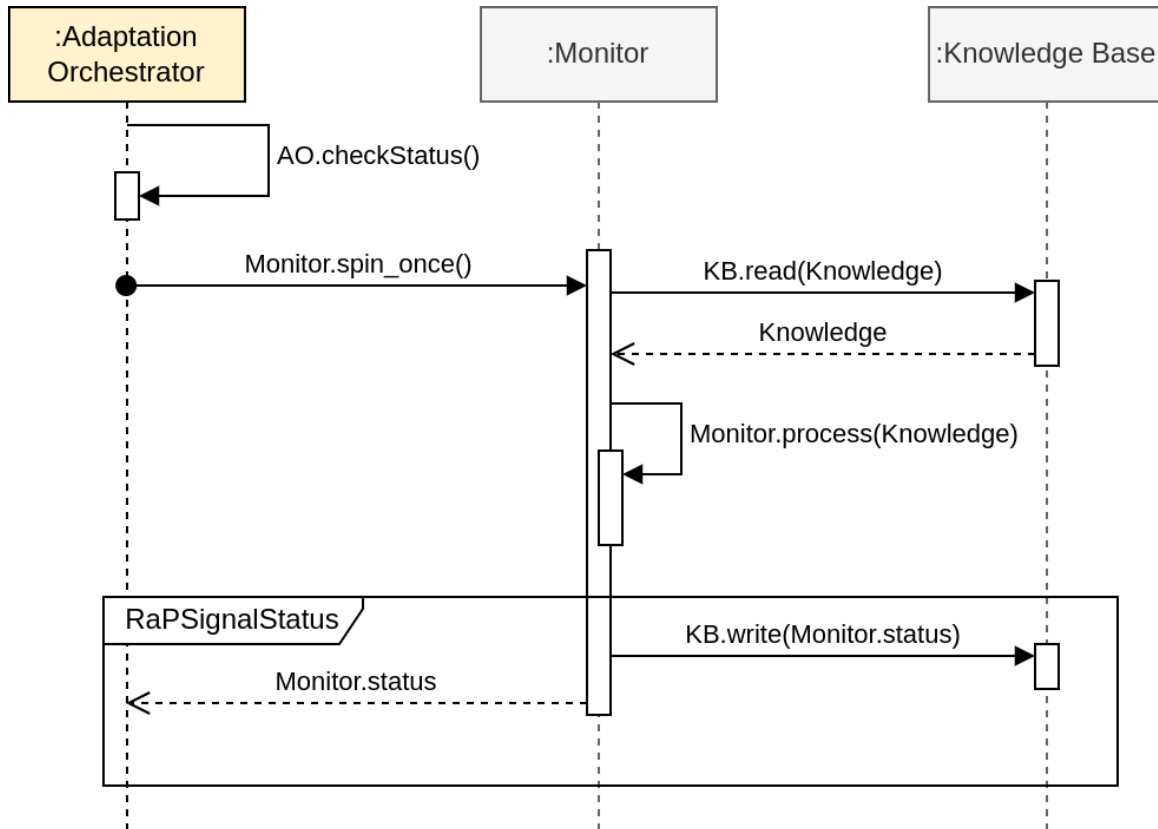 :Adaptation
Orchestrator
:Monitor
:Knowledge Base
AO.checkStatus()
Monitor.spin_once()
KB.read(Knowledge)
Knowledge
Monitor.process(Knowledge)
RaPSignalStatus
KB.write(Monitor.status)
Monitor.status